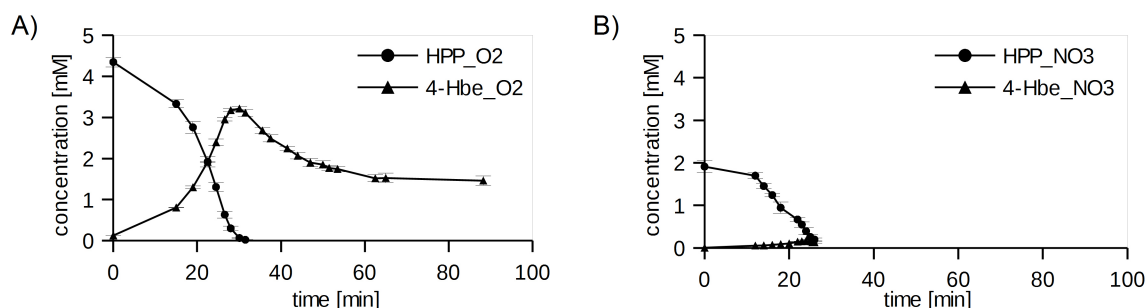 A)
concentration [mM]
5
4
3
2
1
0
HPP_O2
4-Hbe_O2
0 20 40 60 80 100
time [min]
B)
concentration [mM]
5
4
3
2
1
0
HPP_NO3
4-Hbe_NO3
0 20 40 60 80 100
time [min]